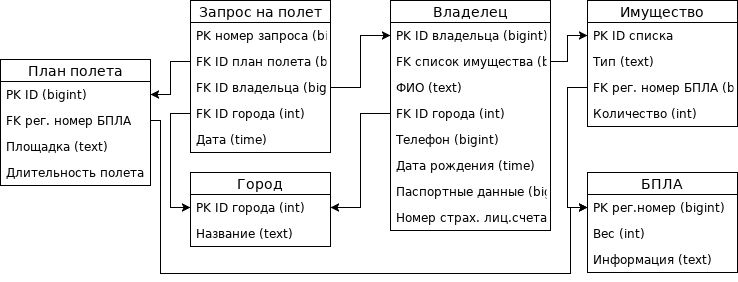 План полета
PK ID (bigint)
FK рег. номер БПЛА
Площадка (text)
Длительность полета
Запрос на полет
PK номер запроса (bi
FK ID план полета (b
FK ID владельца (big
FK ID города (int)
Дата (time)
Город
PK ID города (int)
Название (text)
Владелец
PK ID владельца (bigint)
FK список имущества (b
ФИО (text)
FK ID города (int)
Телефон (bigint)
Дата рождения (time)
Паспортные данные (big
Номер страх. лиц.счета
Имущество
PK ID списка
Тип (text)
FK рег. номер БПЛА (b
Количество (int)
БПЛА
PK рег.номер (bigint)
Вес (int)
Информация (text)